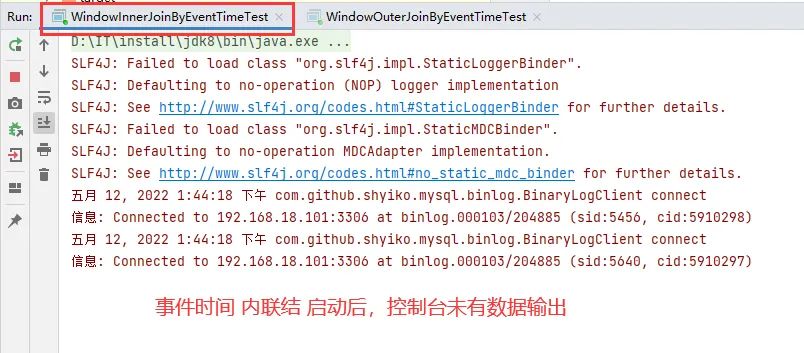 target
Run: WindowInnerJoinByEventTimeTest × WindowOuterJoinByEventTimeTest ×
D:\IT\install\jdk8\bin\java.exe ...
SLF4J: Failed to load class "org.slf4j.impl.StaticLoggerBinder".
SLF4J: Defaulting to no-operation (NOP) logger implementation
SLF4J: See http://www.slf4j.org/codes.html#StaticLoggerBinder for further details.
SLF4J: Failed to load class "org.slf4j.impl.StaticMDCBinder".
SLF4J: Defaulting to no-operation MDCAdapter implementation.
SLF4J: See http://www.slf4j.org/codes.html#no_static_mdc_binder for further details.
五月 12, 2022 1:44:18 下午 com.github.shyiko.mysql.binlog.BinaryLogClient connect
信息: Connected to 192.168.18.101:3306 at binlog.000103/204885 (sid:5456, cid:5910298)
五月 12, 2022 1:44:18 下午 com.github.shyiko.mysql.binlog.BinaryLogClient connect
信息: Connected to 192.168.18.101:3306 at binlog.000103/204885 (sid:5640, cid:5910297)
事件时间 内联结 启动后，控制台未有数据输出